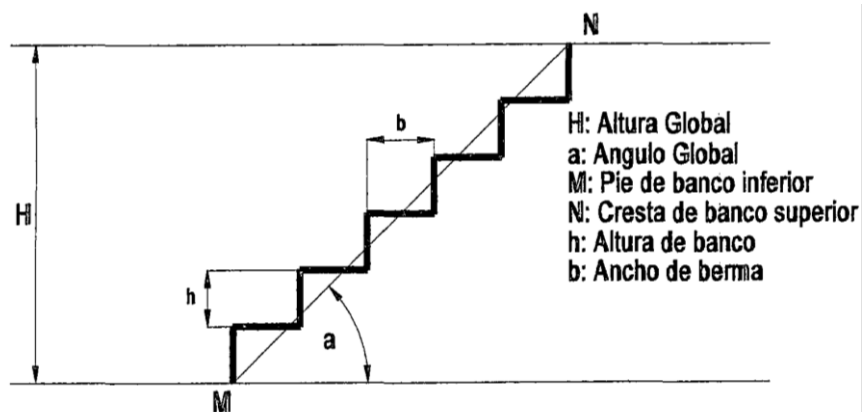 N
H: Altura Global
a: Angulo Global
M: Pie de banco inferior
N: Cresta de banco superior
h: Altura de banco
b: Ancho de berma
b
H
h
a
M